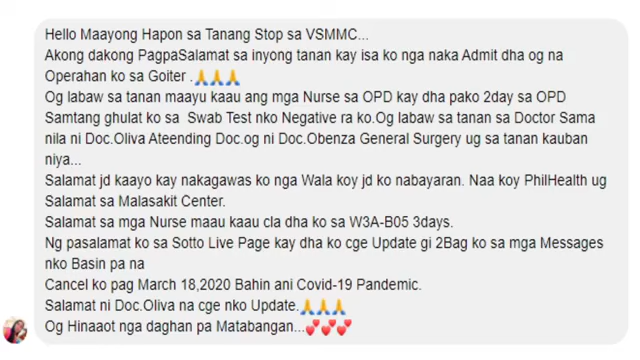 Hello Maayong Hapon sa Tanang Stop sa VSMMC...
Akong dakong PagpaSalamat sa inyong tanan kay isa ko nga naka Admit dha og na
Operahan ko sa Goiter .🙏🙏🙏
Og labaw sa tanan maayu kaau ang mga Nurse sa OPD kay dha pako 2day sa OPD
Samtang ghulat ko sa Swab Test nko Negative ra ko.Og labaw sa tanan sa Doctor Sama
nila ni Doc.Oliva Ateending Doc.og ni Doc.Obenza General Surgery ug sa tanan kauban
niya...
Salamat jd kaayo kay nakagawas ko nga Wala koy jd ko nabayaran. Naa koy PhilHealth ug
Salamat sa Malasakit Center.
Salamat sa mga Nurse maau kaau cla dha ko sa W3A-B05 3days.
Ng pasalamat ko sa Sotto Live Page kay dha ko cge Update gi 2Bag ko sa mga Messages
nko Basin pa na
Cancel ko pag March 18,2020 Bahin ani Covid-19 Pandemic.
Salamat ni Doc.Oliva na cge nko Update.🙏🙏🙏
Og Hinaaot nga daghan pa Matabangan...💕💕💕